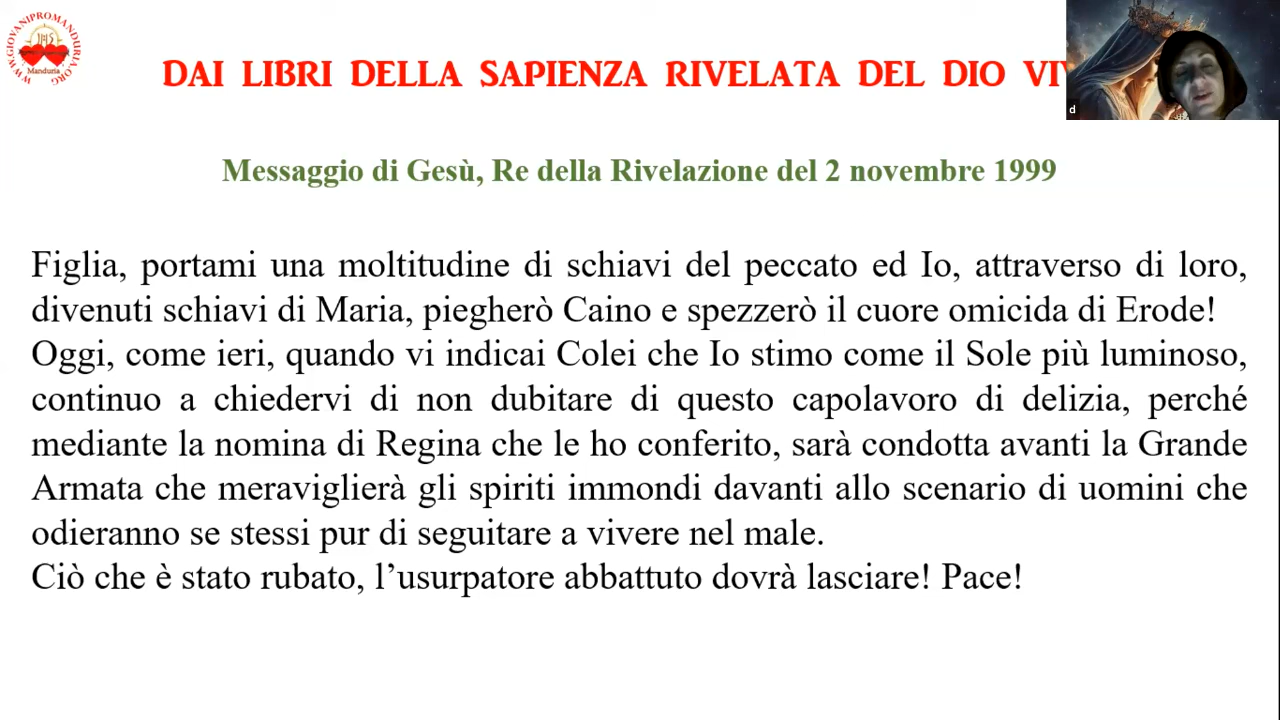 WWW.GIOVANIPROMANDURIA.ORG
IHS
Manduria
DAI LIBRI DELLA SAPIENZA RIVELATA DEL DIO
d
Messaggio di Gesù, Re della Rivelazione del 2 novembre 1999
Figlia, portami una moltitudine di schiavi del peccato ed Io, attraverso di loro,
divenuti schiavi di Maria, piegherò Caino e spezzerò il cuore omicida di Erode!
Oggi, come ieri, quando vi indicai Colei che Io stimo come il Sole più luminoso,
continuo a chiedervi di non dubitare di questo capolavoro di delizia, perché
mediante la nomina di Regina che le ho conferito, sarà condotta avanti la Grande
Armata che meraviglierà gli spiriti immondi davanti allo scenario di uomini che
odieranno se stessi pur di seguitare a vivere nel male.
Ciò che è stato rubato, l’usurpatore abbattuto dovrà lasciare! Pace!